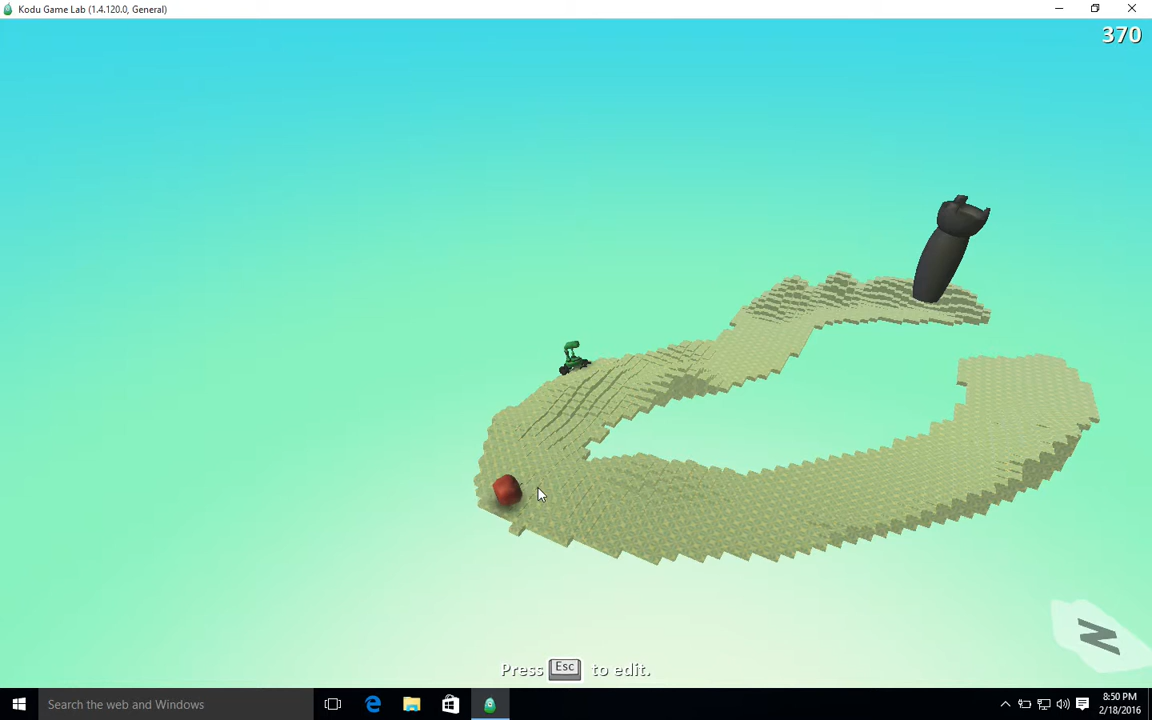 Kodu Game Lab (1.4.120.0, General)
370
Press Esc to edit.
Search the web and Windows
8:50 PM
2/18/2016